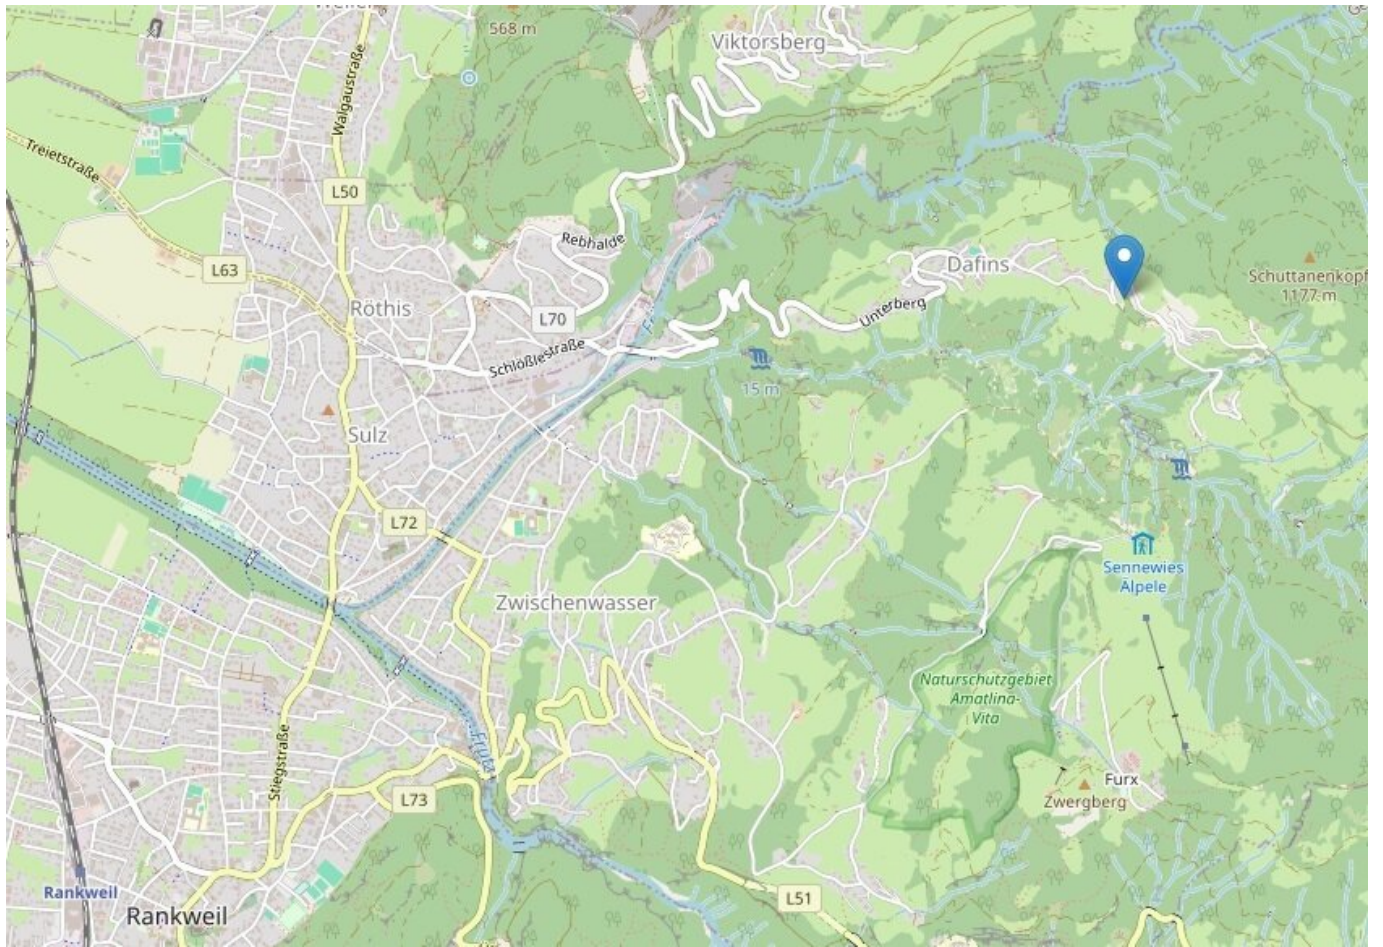 568 m
Viktorsberg
Walgaustraße
Treietstraße
L50
Rebhalde
L63
Dafins
Schuttanenkopf
1177 m
Röthis
L70
Unterberg
Schlößlestraße
15 m
Sulz
L72
Sennewies
Alpele
Zwischenwasser
Naturschutzgebiet
Amatlina-
Vita
Stiegstraße
Frutz
Furx
L73
Zwergberg
Rankweil
L51
Rankweil